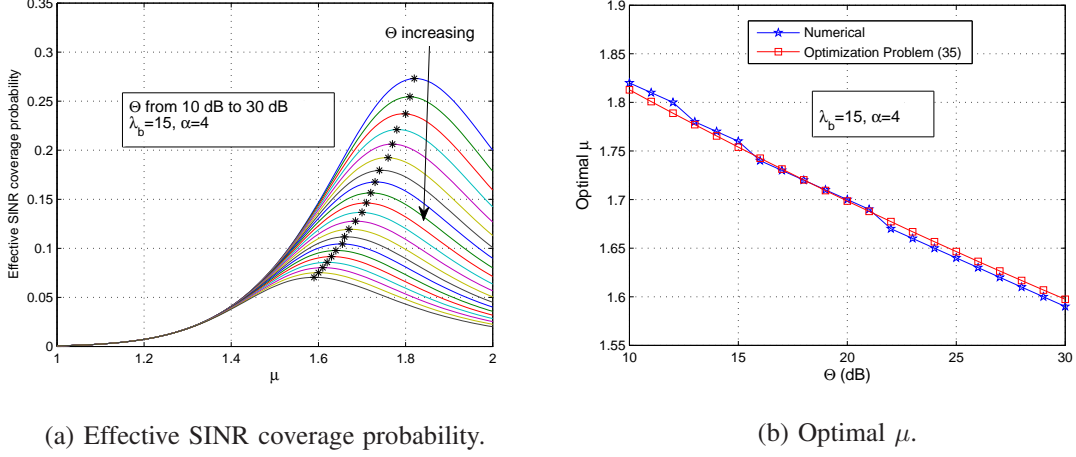 0.35
0.3
0.25
0.2
0.15
0.1
0.05
0
Effective SINR coverage probability
Θ increasing
Θ from 10 dB to 30 dB
λ_b=15, α=4
1
1.2
1.4
1.6
1.8
2
μ
(a) Effective SINR coverage probability.
1.9
1.85
1.8
1.75
1.7
1.65
1.6
1.55
Optimal μ
Numerical
Optimization Problem (35)
λ_b=15, α=4
10
15
20
25
30
Θ (dB)
(b) Optimal μ.